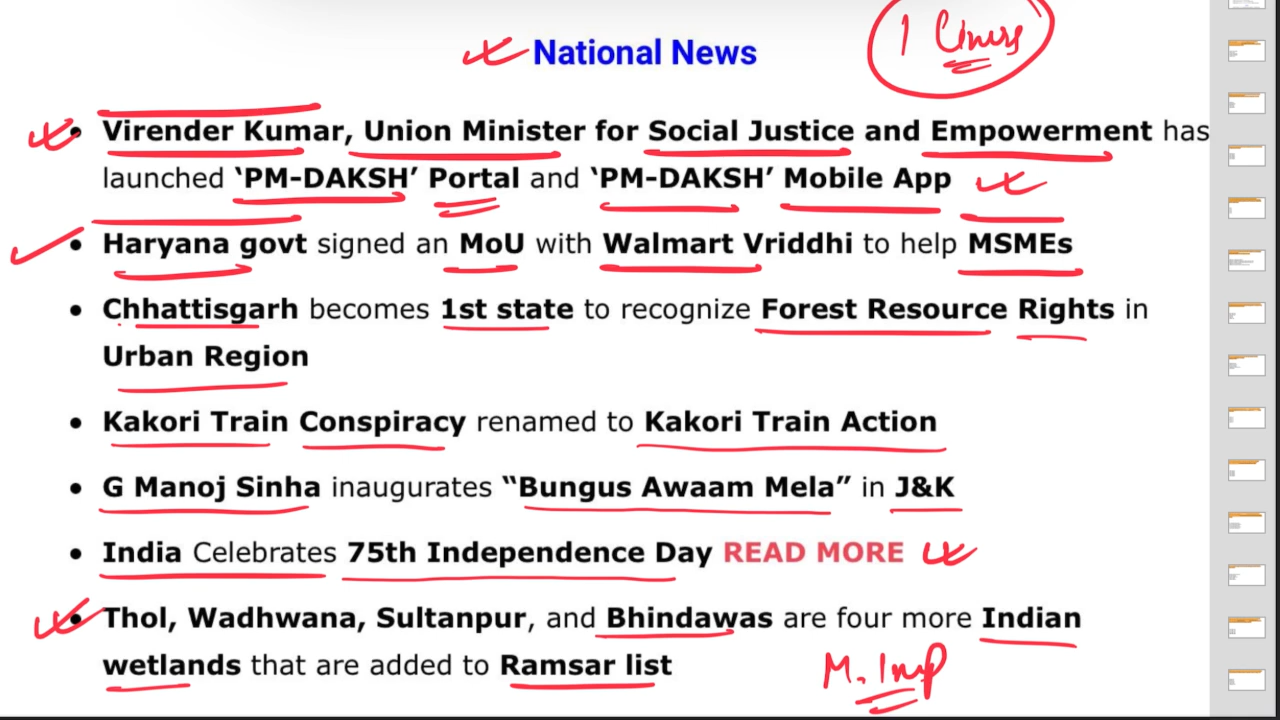 1 Liners
National News
• Virender Kumar, Union Minister for Social Justice and Empowerment has
launched ‘PM-DAKSH’ Portal and ‘PM-DAKSH’ Mobile App
• Haryana govt signed an MoU with Walmart Vriddhi to help MSMEs
• Chhattisgarh becomes 1st state to recognize Forest Resource Rights in
Urban Region
• Kakori Train Conspiracy renamed to Kakori Train Action
• G Manoj Sinha inaugurates “Bungus Awaam Mela” in J&K
• India Celebrates 75th Independence Day READ MORE
• Thol, Wadhwana, Sultanpur, and Bhindawas are four more Indian
wetlands that are added to Ramsar list
M. Imp